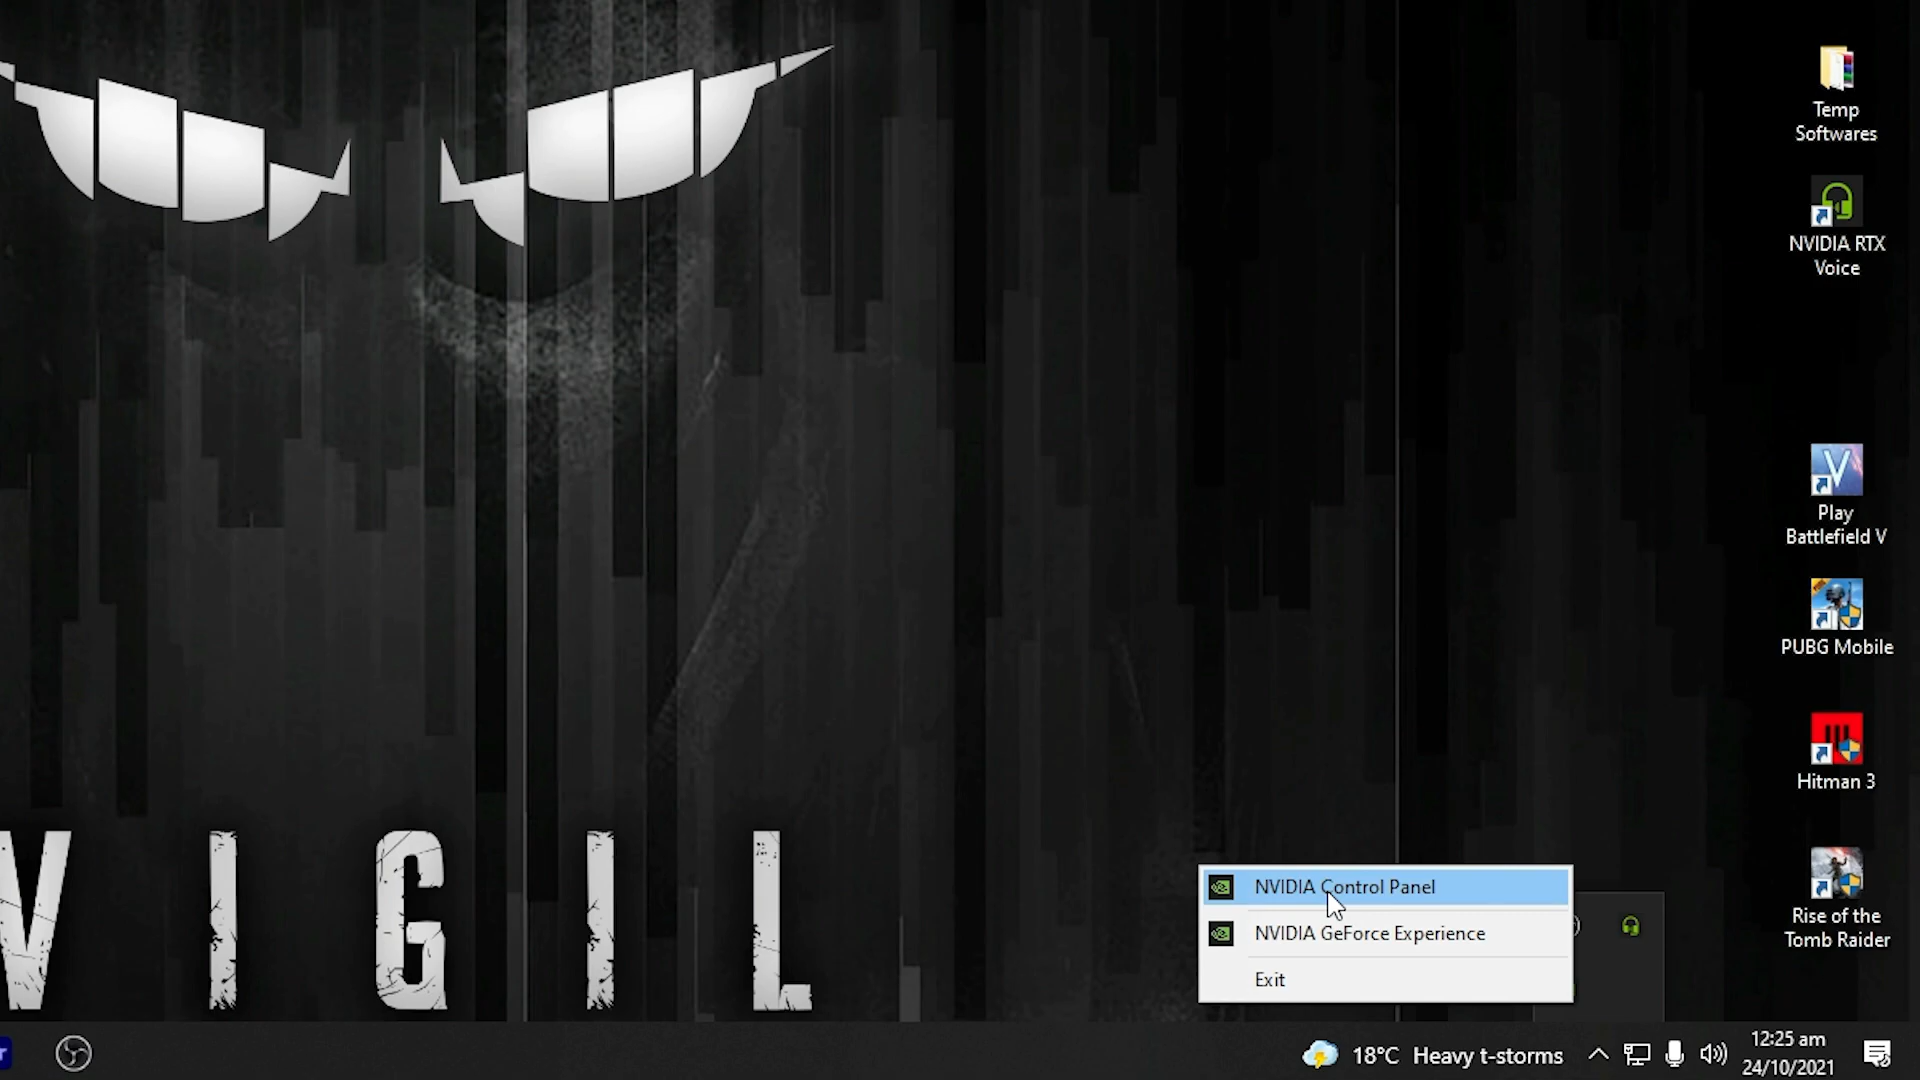 Temp
Softwares
NVIDIA RTX
Voice
Play
Battlefield V
PUBG Mobile
Hitman 3
Rise of the
Tomb Raider
V I G I L
NVIDIA Control Panel
NVIDIA GeForce Experience
Exit
18°C Heavy t-storms
12:25 am
24/10/2021